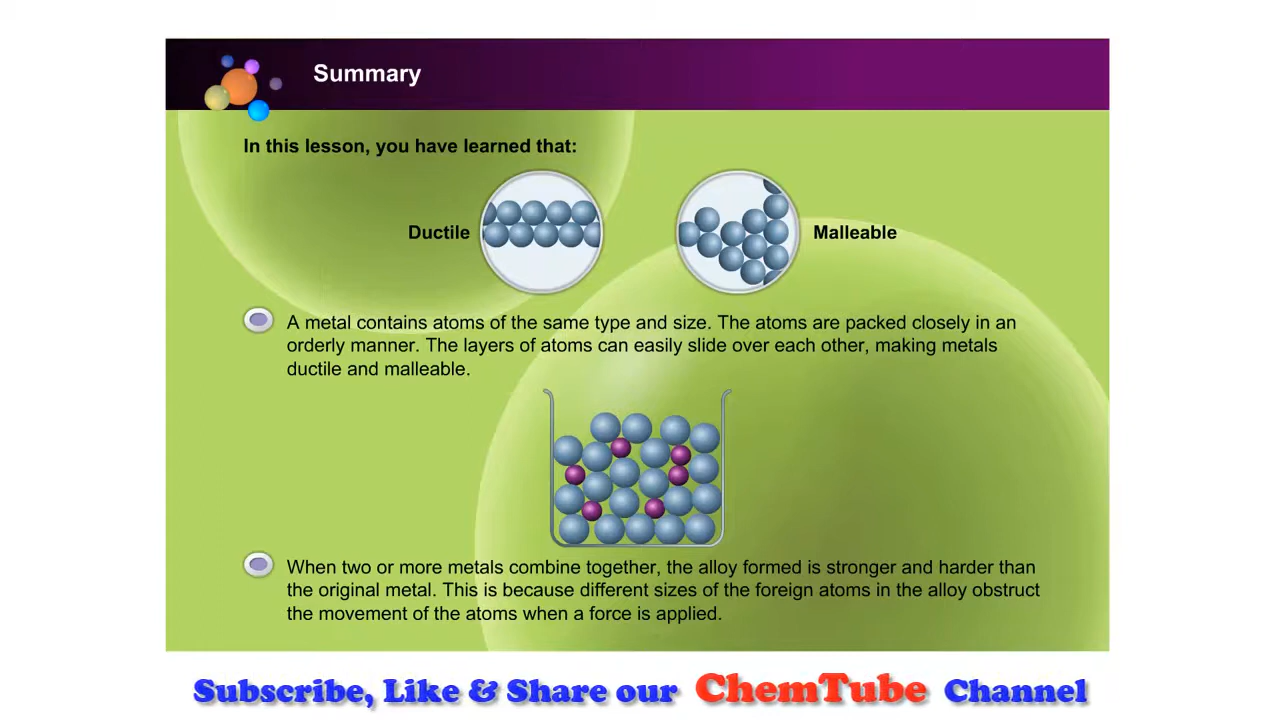 Summary
In this lesson, you have learned that:
Ductile
Malleable
A metal contains atoms of the same type and size. The atoms are packed closely in an
orderly manner. The layers of atoms can easily slide over each other, making metals
ductile and malleable.
When two or more metals combine together, the alloy formed is stronger and harder than
the original metal. This is because different sizes of the foreign atoms in the alloy obstruct
the movement of the atoms when a force is applied.
Subscribe, Like & Share our ChemTube Channel